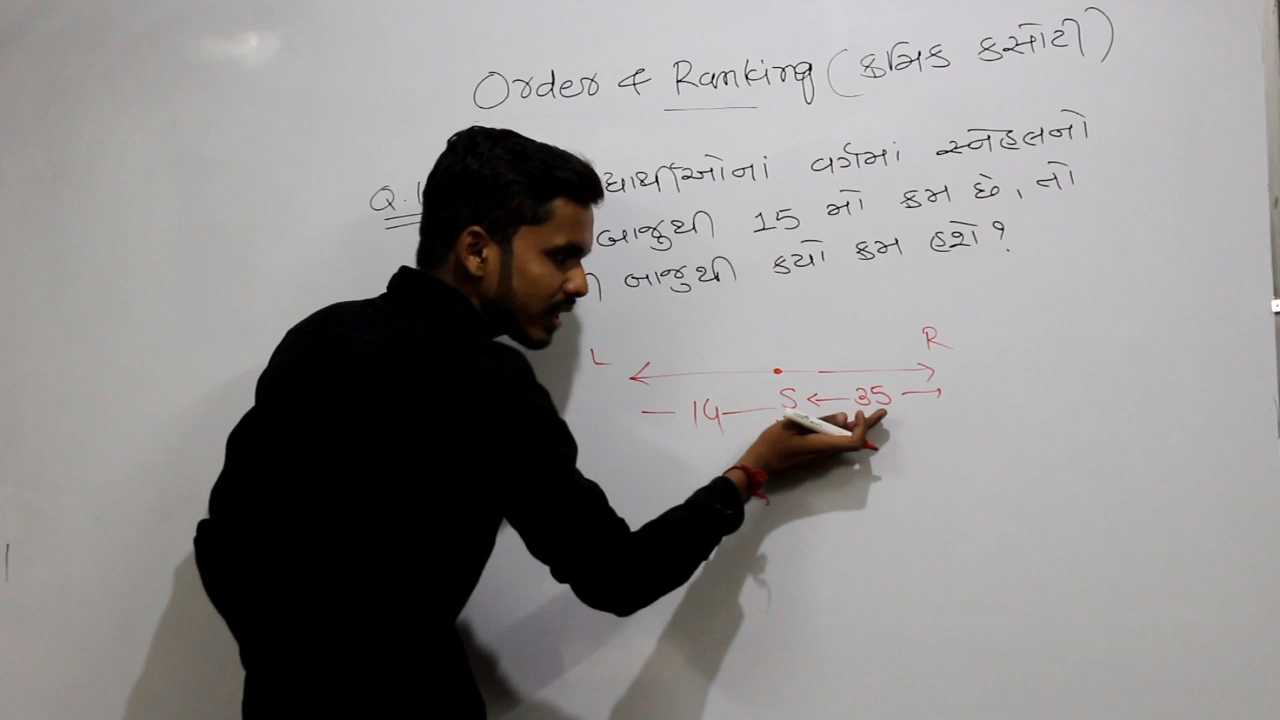 Order & Ranking (ક્રમિક કસોટી)
Q.1 ઓનાં વર્ગમાં સ્નેહલનો
બાજુથી 15 મો ક્રમ છે, તો
બાજુથી કયો ક્રમ હશે?
L R
14 S 35